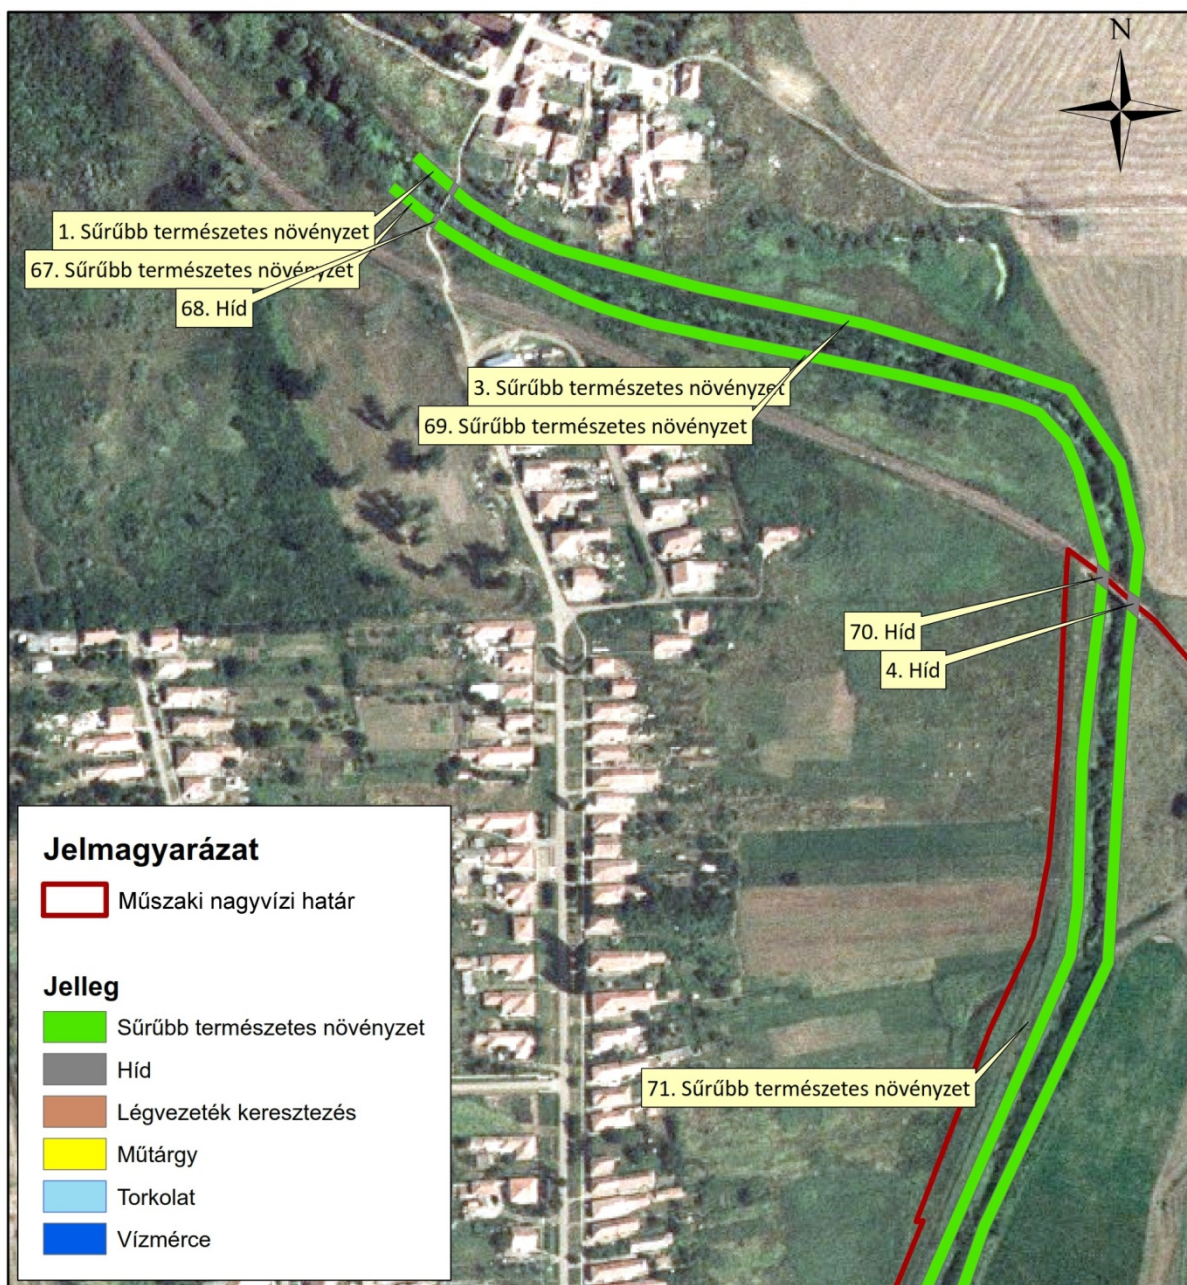 N
1. Sűrűbb természetes növényzet
67. Sűrűbb természetes növényzet
68. Híd
3. Sűrűbb természetes növényzet
69. Sűrűbb természetes növényzet
70. Híd
4. Híd
71. Sűrűbb természetes növényzet
Jelmagyarázat
Műszaki nagyvízi határ
Jelleg
Sűrűbb természetes növényzet
Híd
Légvezeték keresztezés
Műtárgy
Torkolat
Vízmérce